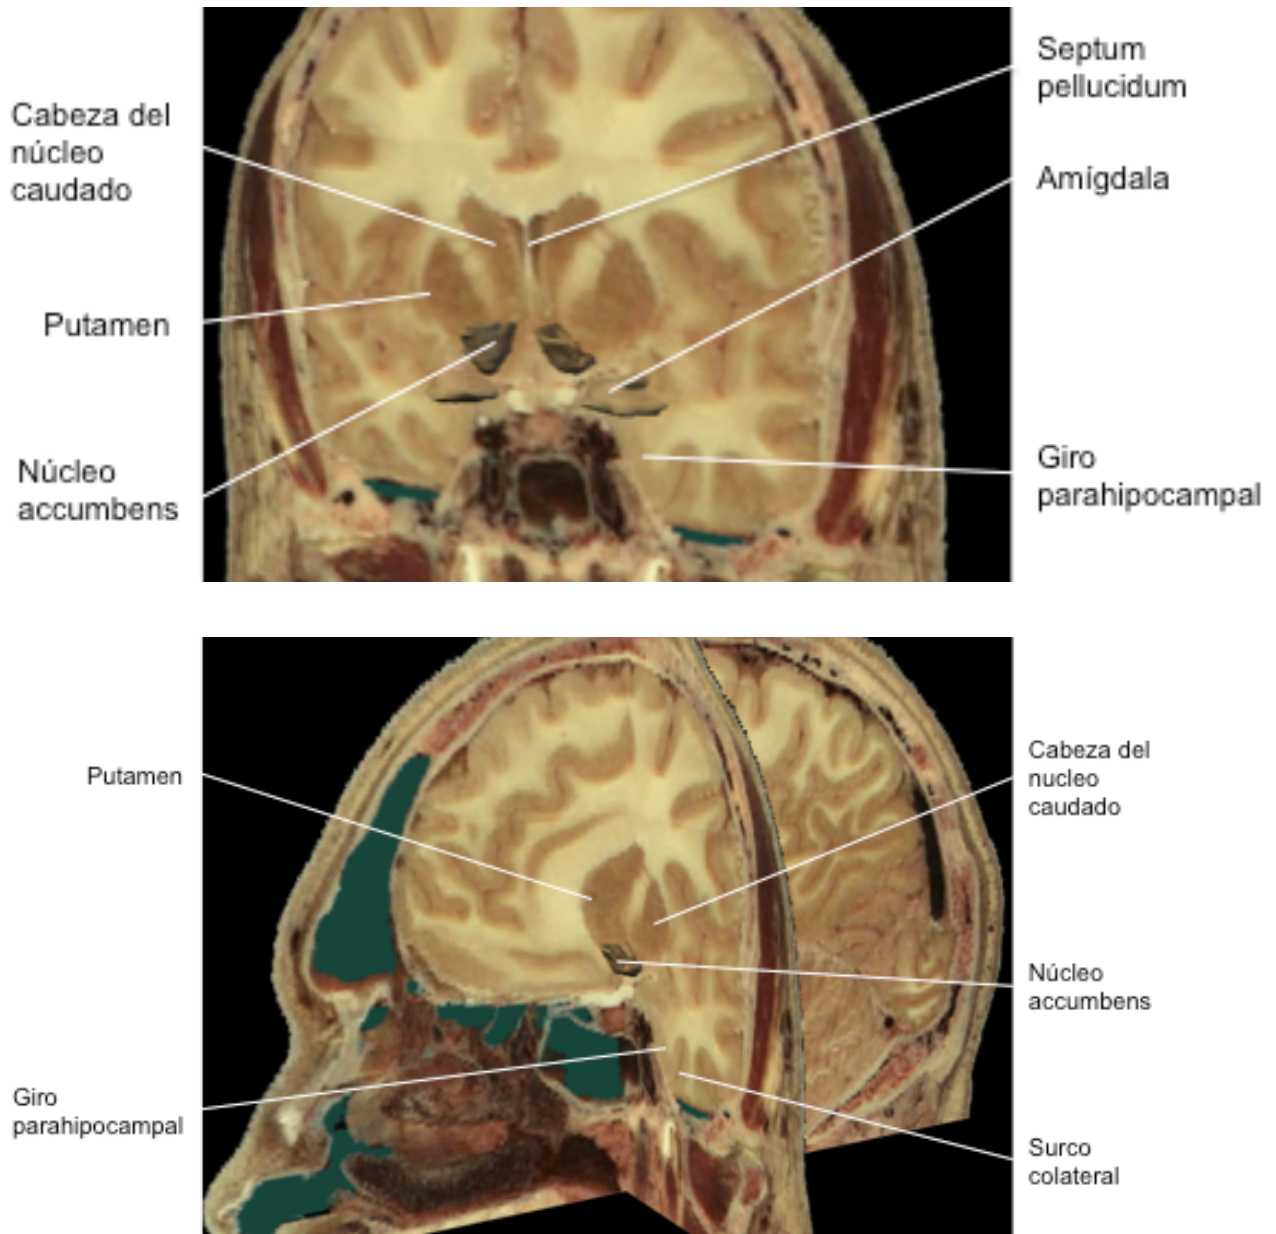 Cabeza del
núcleo
caudado
Putamen
Núcleo
accumbens
Septum
pellucidum
Amígdala
Giro
parahipocampal
Putamen
Giro
parahipocampal
Cabeza del
nucleo
caudado
Núcleo
accumbens
Surco
colateral